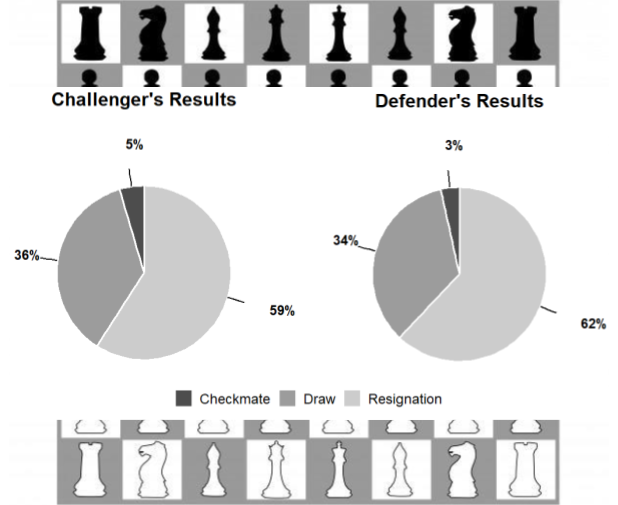 Challenger's Results
Defender's Results
5%
36%
59%
3%
34%
62%
Checkmate
Draw
Resignation